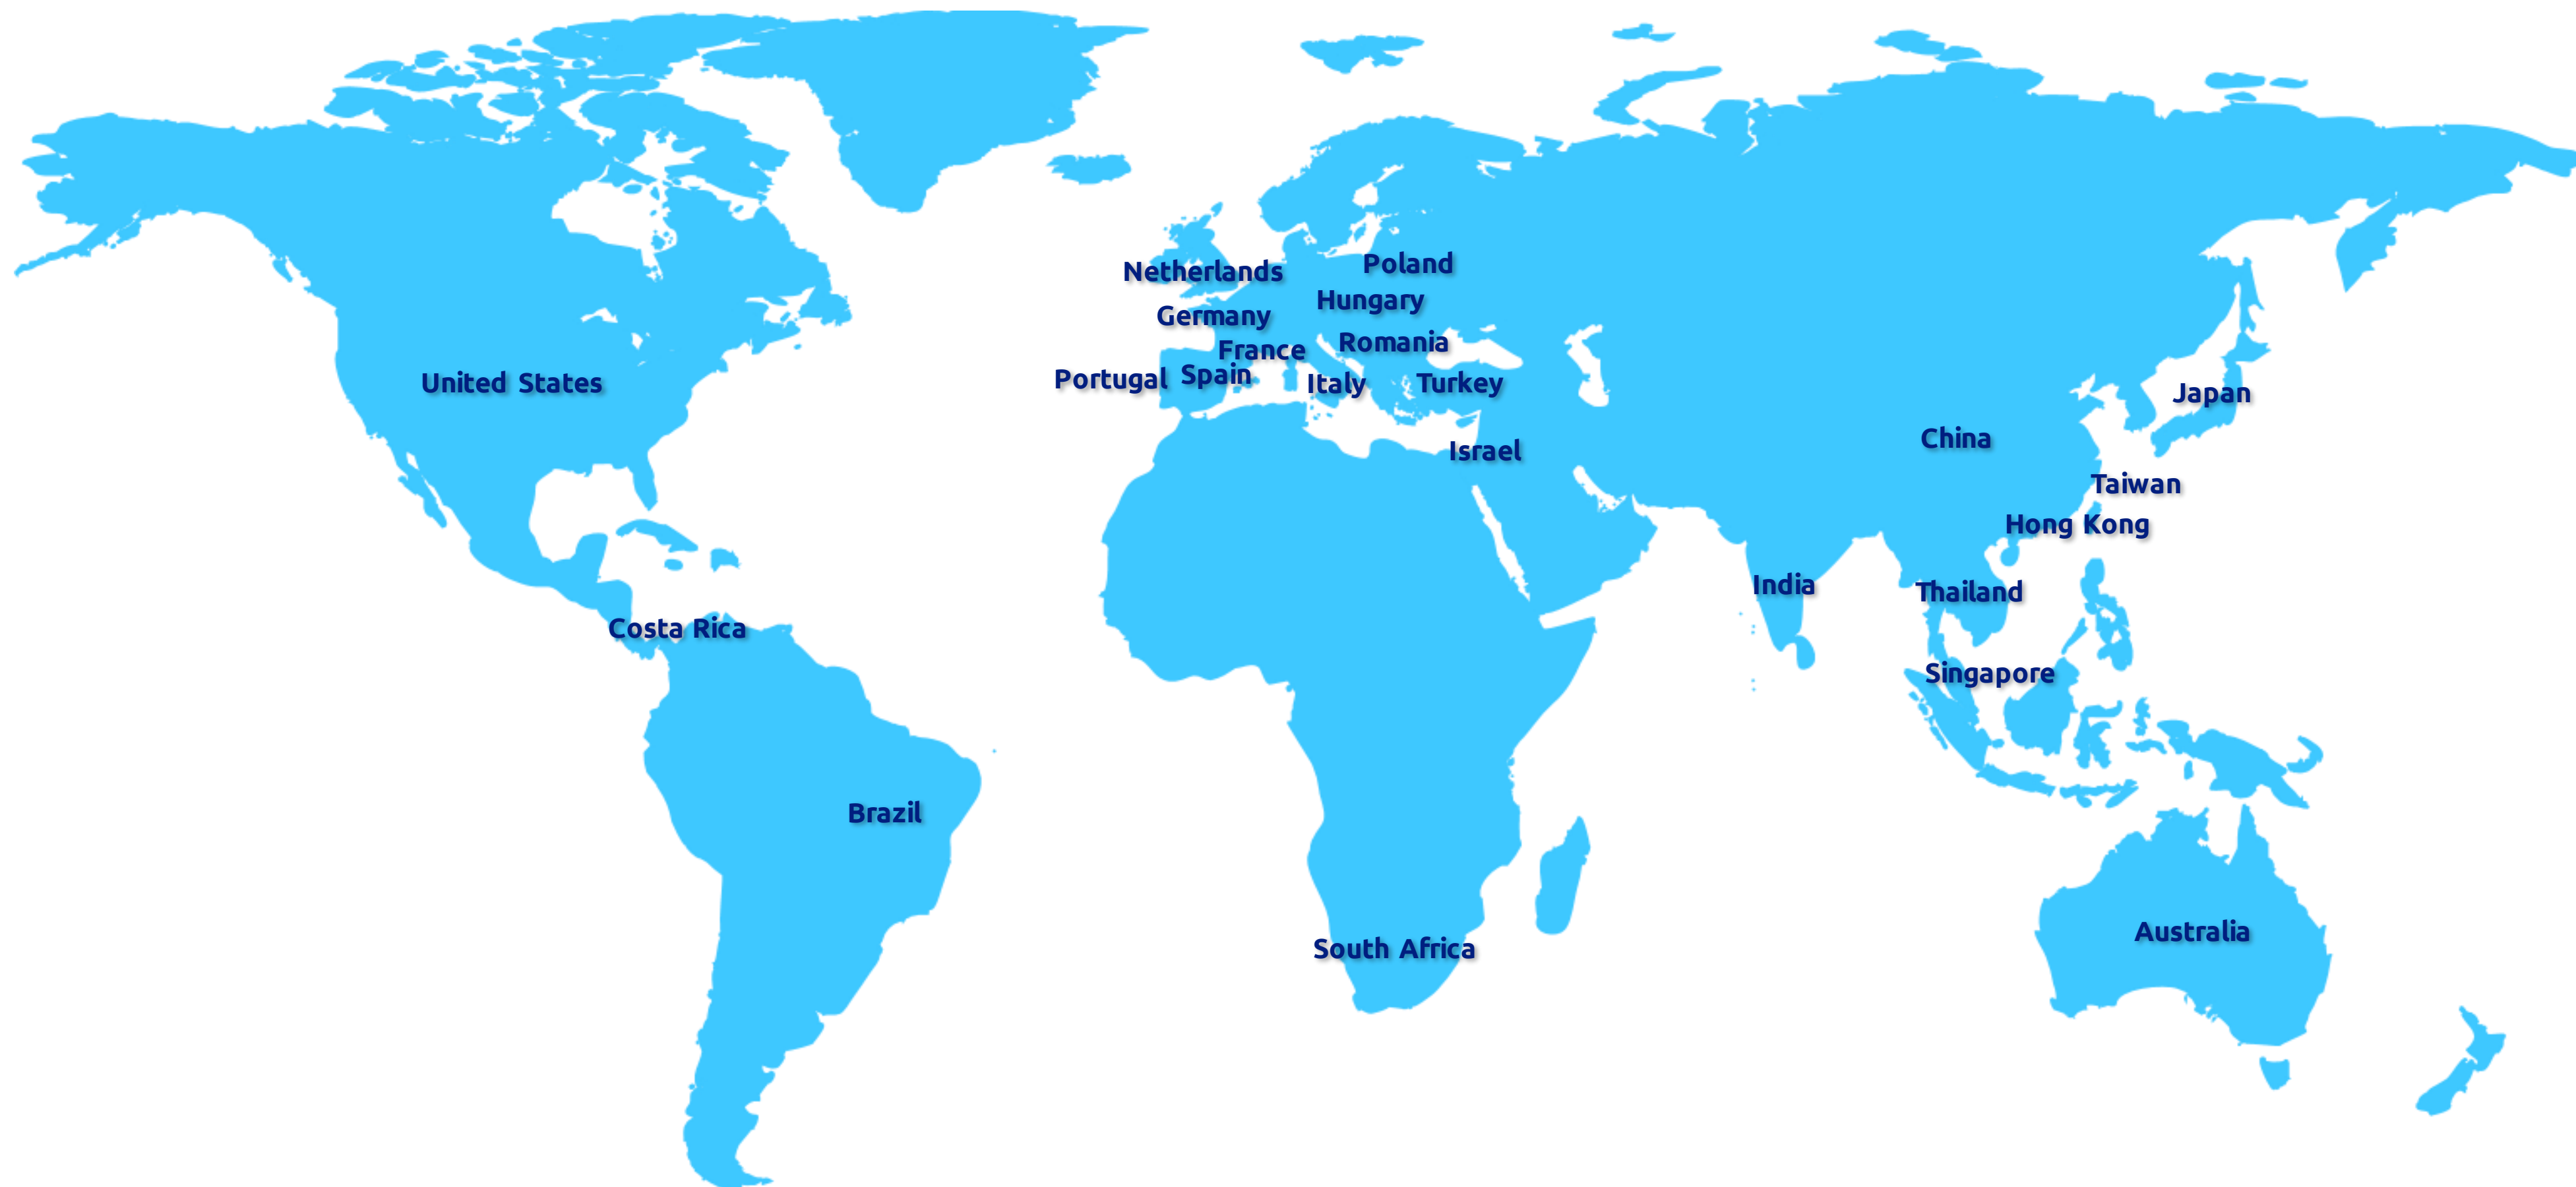 Poland
Netherlands
Hungary
Germany
Romania
France
Spain
Portugal
Italy
Turkey
United States
Japan
China
Israel
Taiwan
Hong Kong
India
Thailand
Costa Rica
Singapore
Brazil
Australia
South Africa